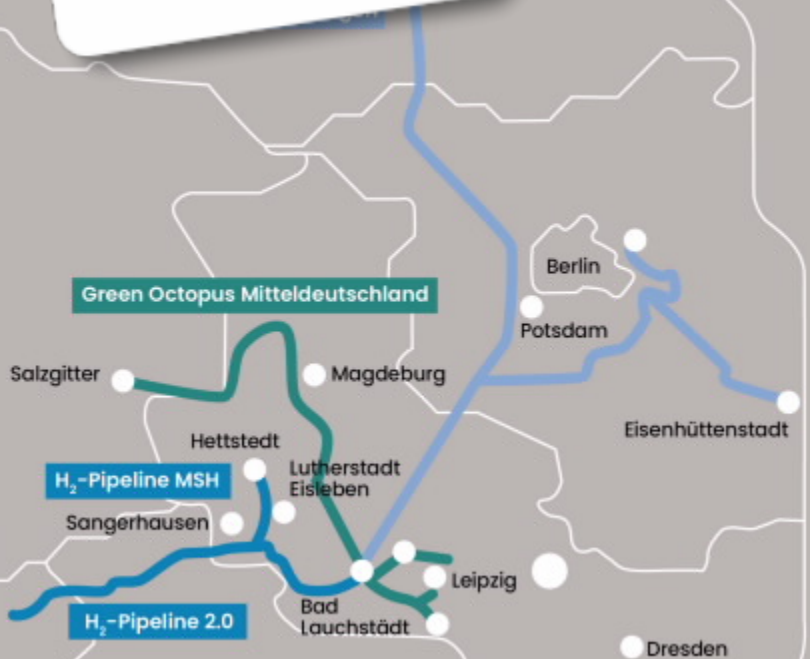 Green Octopus Mitteldeutschland
Berlin
Potsdam
Salzgitter
Magdeburg
Eisenhüttenstadt
Hettstedt
H₂-Pipeline MSH
Lutherstadt
Eisleben
Sangerhausen
Leipzig
Bad
Lauchstädt
H₂-Pipeline 2.0
Dresden